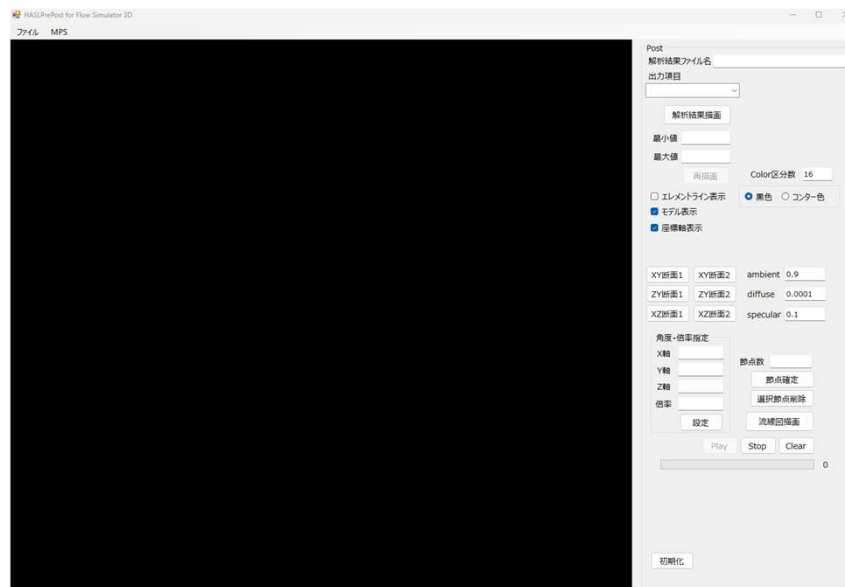 HASLPrePost for Flow Simulator 3D
ファイル MPS
Post
解析結果ファイル名
出力項目
解析結果描画
最小値
最大値
再描画 Color区分数 16
エレメントライン表示 黒色 コンター色
モデル表示
座標軸表示
XY断面1 XY断面2 ambient 0.9
ZY断面1 ZY断面2 diffuse 0.0001
XZ断面1 XZ断面2 specular 0.1
角度・倍率指定
X軸
Y軸
Z軸
倍率
設定
節点数
節点確定
選択節点削除
流線図描画
Play Stop Clear
0
初期化